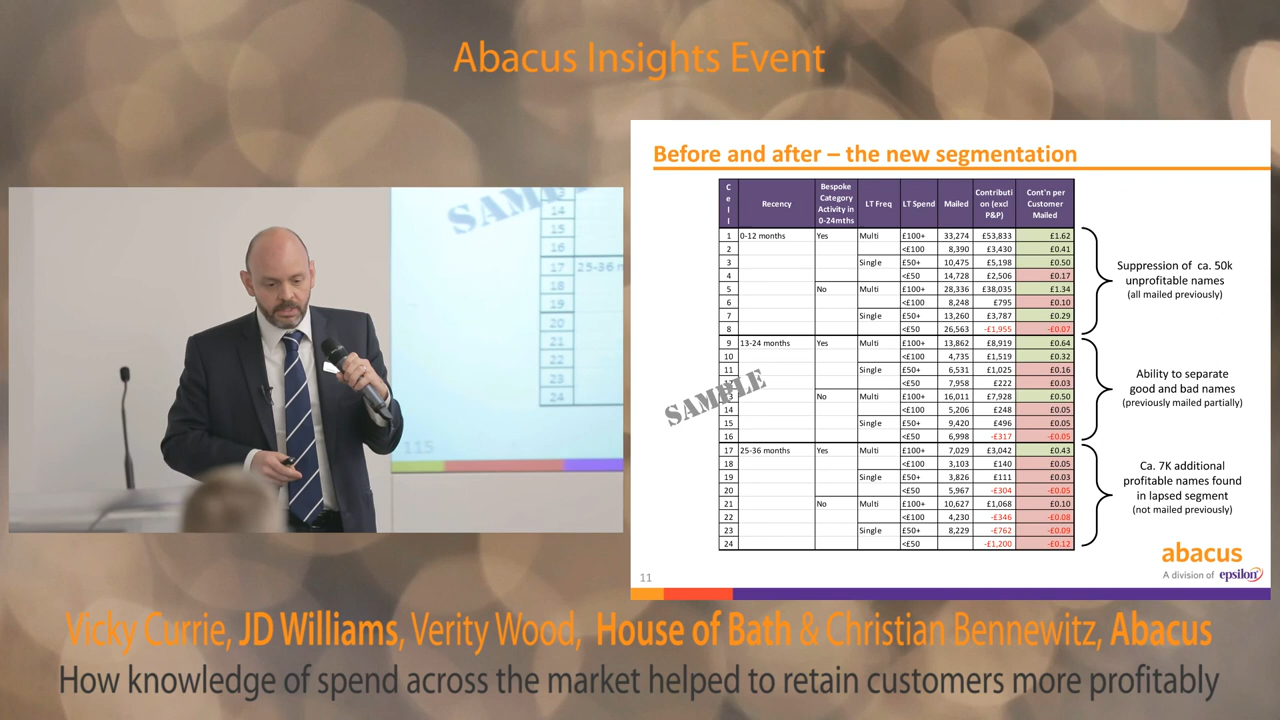 Abacus Insights Event
SAM
14
15
16
17 25-36 m
18
19
20
21
22
23
24
115
Before and after – the new segmentation
Cell Recency Bespoke Category Activity in 0-24mths LT Freq LT Spend Mailed Contribution (excl P&P) Cont'n per Customer Mailed
1 0-12 months Yes Multi £100+ 33,274 £53,833 £1.62
2 <£100 8,390 £3,430 £0.41
3 Single £50+ 10,475 £5,198 £0.50
4 <£50 14,728 £2,506 £0.17
5 No Multi £100+ 28,336 £38,035 £1.34
6 <£100 8,248 £795 £0.10
7 Single £50+ 13,260 £3,787 £0.29
8 <£50 26,563 -£1,955 -£0.07
9 13-24 months Yes Multi £100+ 13,862 £8,919 £0.64
10 <£100 4,735 £1,519 £0.32
11 Single £50+ 6,531 £1,025 £0.16
<£50 7,958 £222 £0.03
13 No Multi £100+ 16,011 £7,928 £0.50
14 <£100 5,206 £248 £0.05
15 Single £50+ 9,420 £496 £0.05
16 <£50 6,998 -£317 -£0.05
17 25-36 months Yes Multi £100+ 7,029 £3,042 £0.43
18 <£100 3,103 £140 £0.05
19 Single £50+ 3,826 £111 £0.03
20 <£50 5,967 -£304 -£0.05
21 No Multi £100+ 10,627 £1,068 £0.10
22 <£100 4,230 -£346 -£0.08
23 Single £50+ 8,229 -£762 -£0.09
24 <£50 -£1,200 -£0.12
SAMPLE
Suppression of ca. 50k
unprofitable names
(all mailed previously)
Ability to separate
good and bad names
(previously mailed partially)
Ca. 7K additional
profitable names found
in lapsed segment
(not mailed previously)
abacus
A division of epsilon
11
Vicky Currie, JD Williams, Verity Wood, House of Bath & Christian Bennewitz, Abacus
How knowledge of spend across the market helped to retain customers more profitably